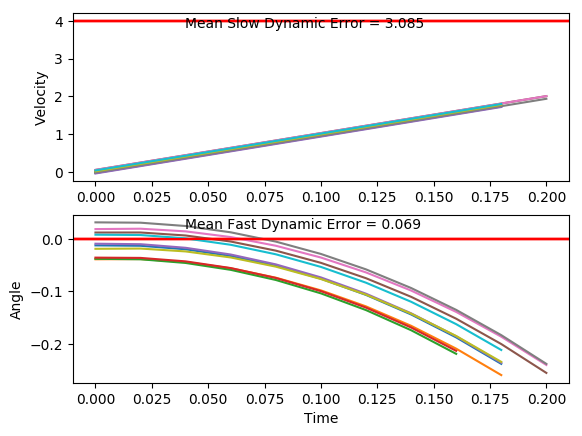 Mean Slow Dynamic Error = 3.085
4
3
2
1
0
Velocity
0.000 0.025 0.050 0.075 0.100 0.125 0.150 0.175 0.200
Mean Fast Dynamic Error = 0.069
0.0
−0.1
−0.2
Angle
0.000 0.025 0.050 0.075 0.100 0.125 0.150 0.175 0.200
Time